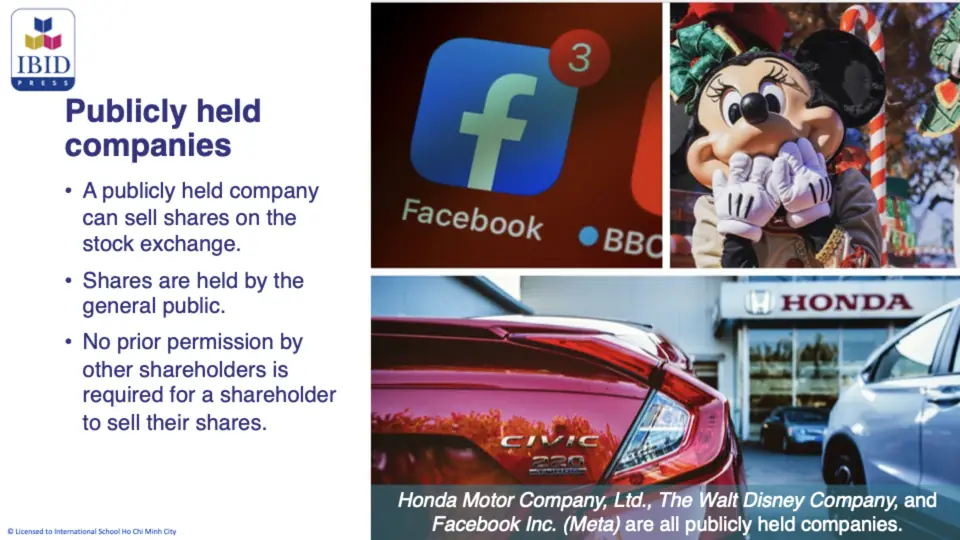 IBID
PRESS
Publicly held
companies
• A publicly held company
can sell shares on the
stock exchange.
• Shares are held by the
general public.
• No prior permission by
other shareholders is
required for a shareholder
to sell their shares.
3
Facebook
BBC
HONDA
CIVIC
220
Honda Motor Company, Ltd., The Walt Disney Company, and
Facebook Inc. (Meta) are all publicly held companies.
© Licensed to International School Ho Chi Minh City